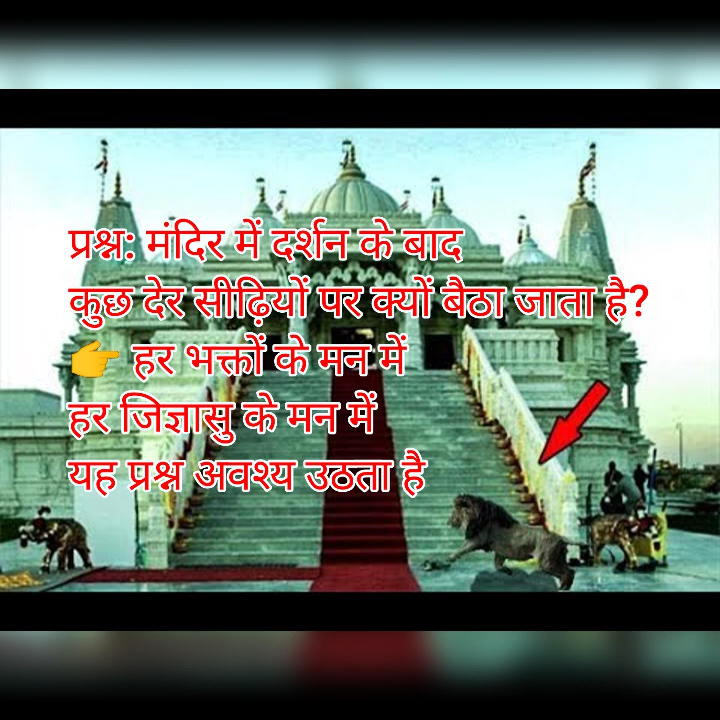 प्रश्न: मंदिर में दर्शन के बाद
कुछ देर सीढ़ियों पर क्यों बैठा जाता है?
👉 हर भक्तों के मन में
हर जिज्ञासु के मन में
यह प्रश्न अवश्य उठता है